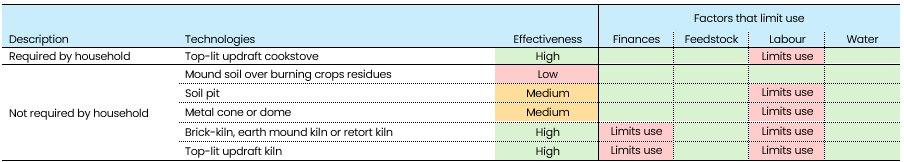 Factors that limit use
Description Technologies Effectiveness Finances Feedstock Labour Water
Required by household Top-lit updraft cookstove High Limits use
Mound soil over burning crops residues Low
Soil pit Medium Limits use
Metal cone or dome Medium Limits use
Not required by household
Brick-kiln, earth mound kiln or retort kiln High Limits use Limits use
Top-lit updraft kiln High Limits use Limits use